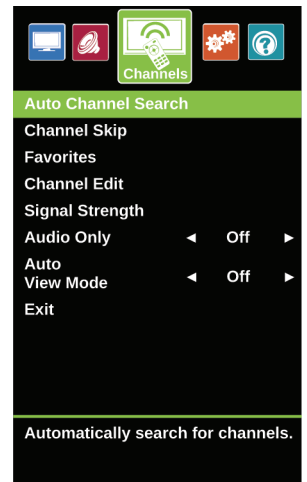 Channels
Auto Channel Search
Channel Skip
Favorites
Channel Edit
Signal Strength
Audio Only ◄ Off ►
Auto
View Mode ◄ Off ►
Exit
Automatically search for channels.